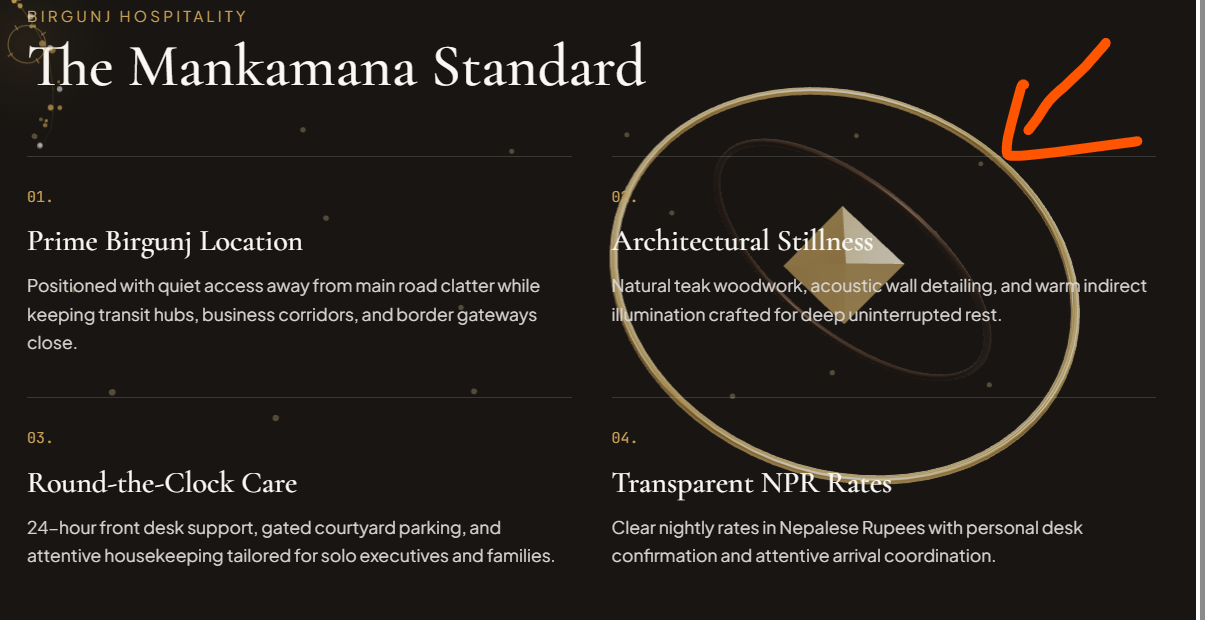 BIRGUNJ HOSPITALITY
The Mankamana Standard
01.
Prime Birgunj Location
Positioned with quiet access away from main road clatter while
keeping transit hubs, business corridors, and border gateways
close.
02.
Architectural Stillness
Natural teak woodwork, acoustic wall detailing, and warm indirect
illumination crafted for deep uninterrupted rest.
03.
Round-the-Clock Care
24–hour front desk support, gated courtyard parking, and
attentive housekeeping tailored for solo executives and families.
04.
Transparent NPR Rates
Clear nightly rates in Nepalese Rupees with personal desk
confirmation and attentive arrival coordination.